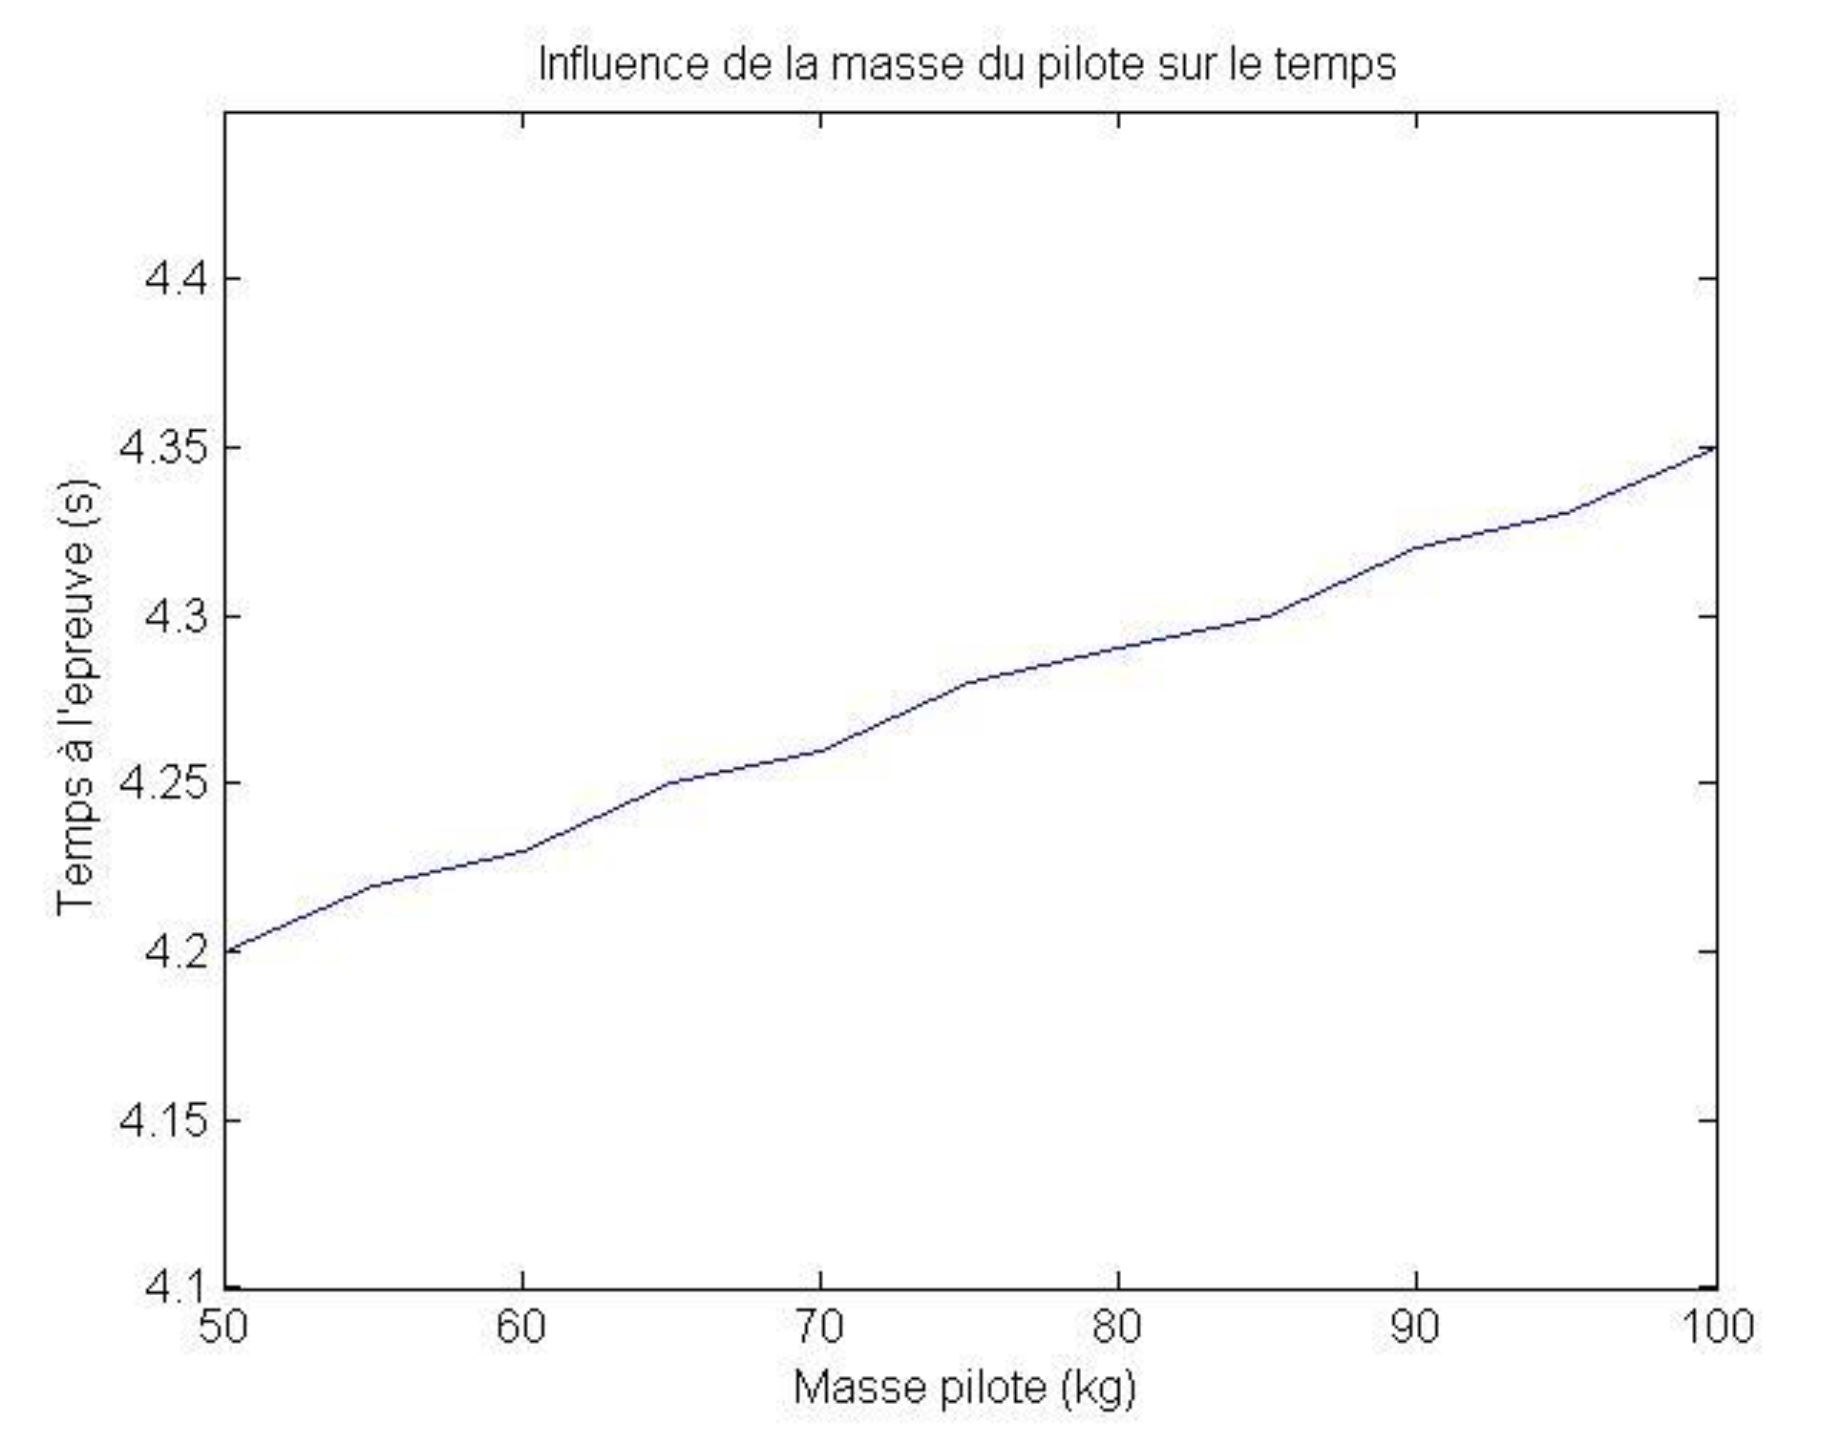 Influence de la masse du pilote sur le temps
4.4
4.35
4.3
4.25
4.2
4.15
4.1
Temps à l'epreuve (s)
50 60 70 80 90 100
Masse pilote (kg)